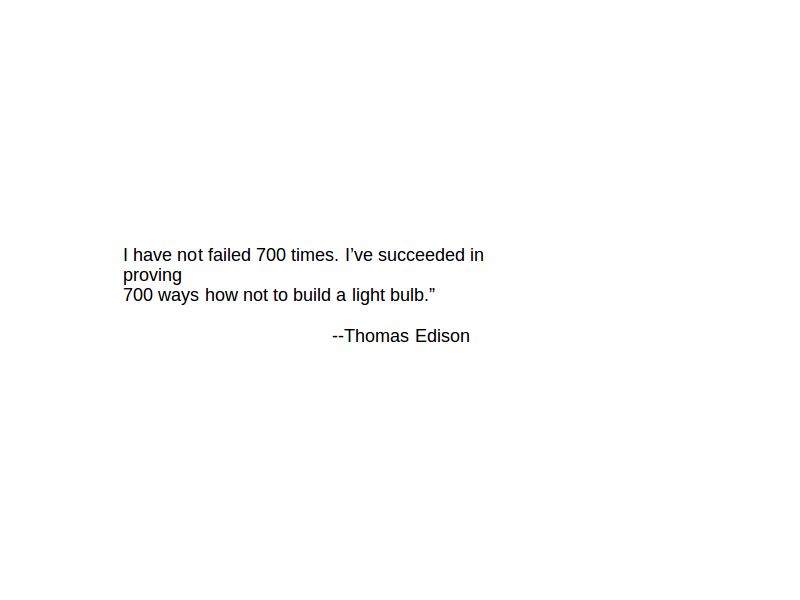 I have not failed 700 times. I’ve succeeded in
proving
700 ways how not to build a light bulb.”
--Thomas Edison